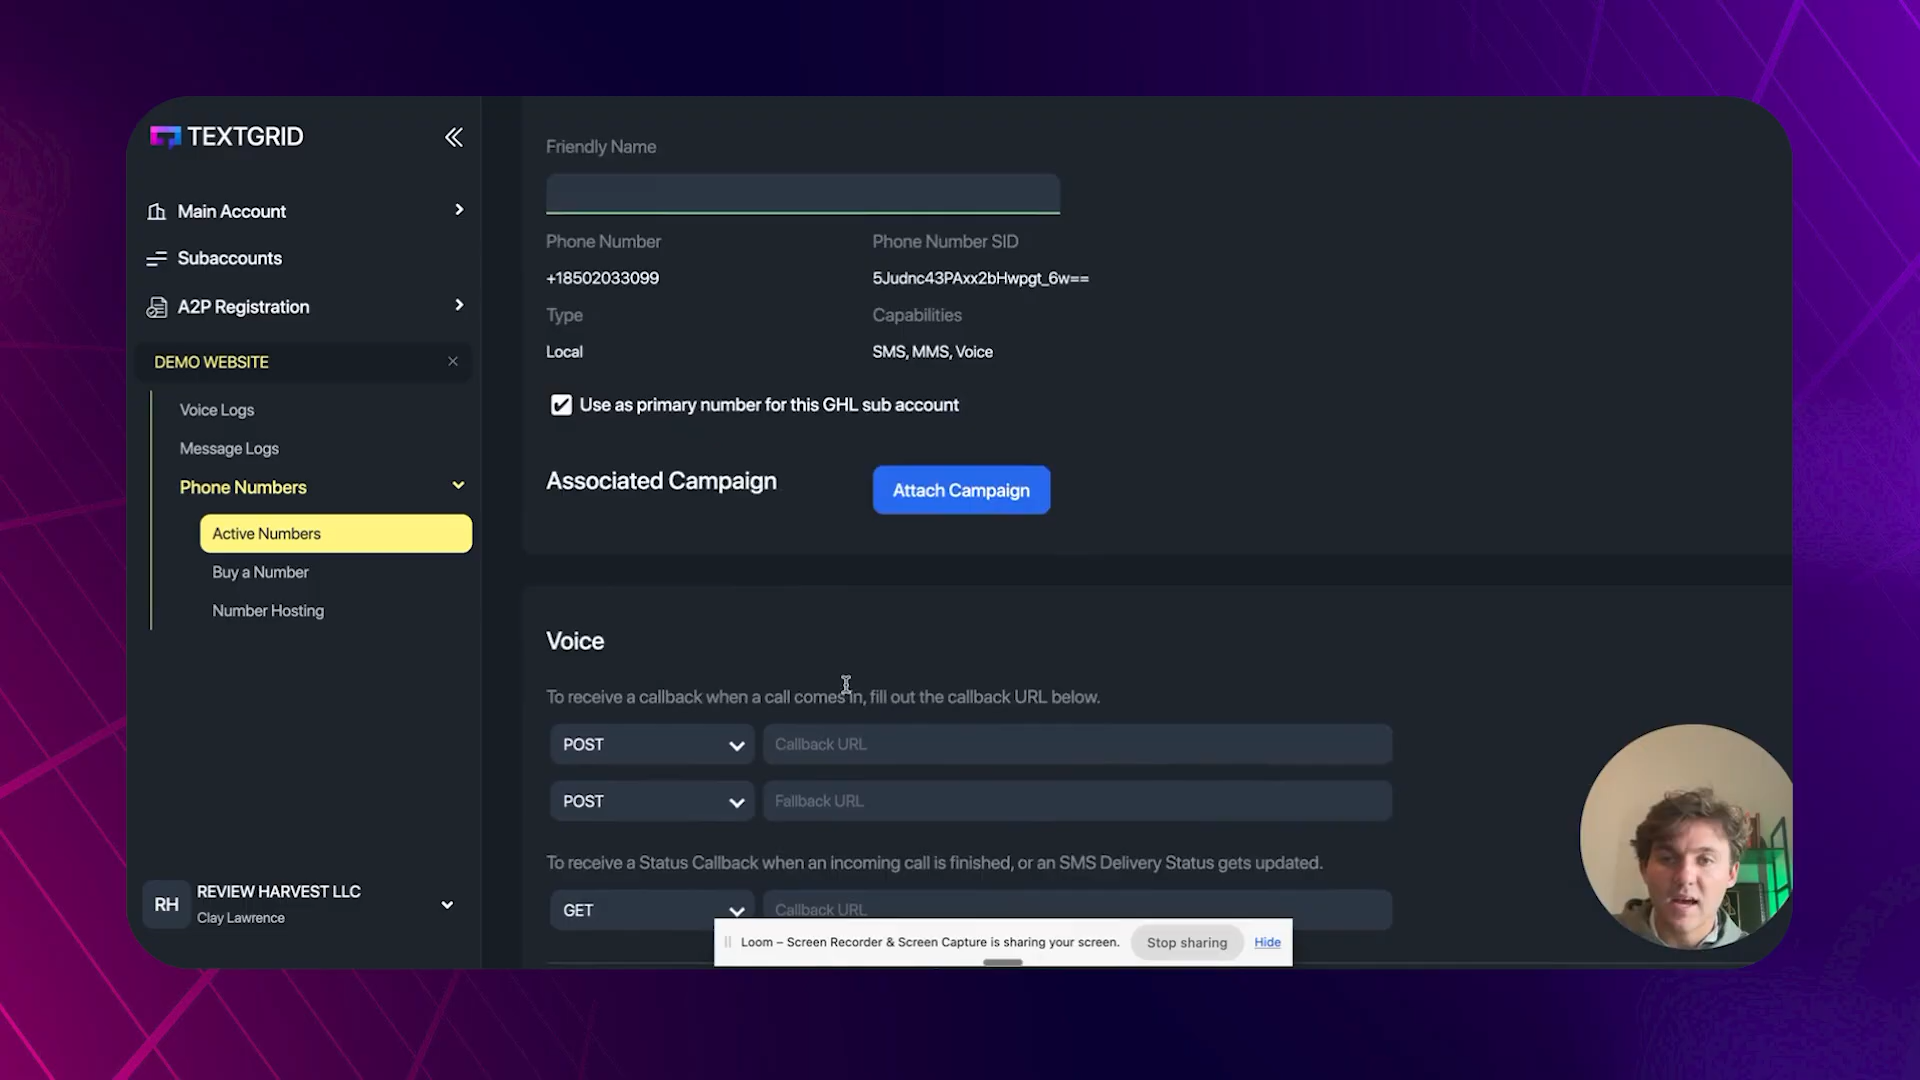 TEXTGRID
Main Account
Subaccounts
A2P Registration
DEMO WEBSITE
Voice Logs
Message Logs
Phone Numbers
Active Numbers
Buy a Number
Number Hosting
RH
REVIEW HARVEST LLC
Clay Lawrence
Friendly Name
Phone Number
Phone Number SID
+18502033099
5Judnc43PAxx2bHwpgt_6w==
Type
Capabilities
Local
SMS, MMS, Voice
Use as primary number for this GHL sub account
Associated Campaign
Attach Campaign
Voice
To receive a callback when a call comes in, fill out the callback URL below.
POST
Callback URL
POST
Fallback URL
To receive a Status Callback when an incoming call is finished, or an SMS Delivery Status gets updated.
GET
Callback URL
Loom – Screen Recorder & Screen Capture is sharing your screen.
Stop sharing
Hide